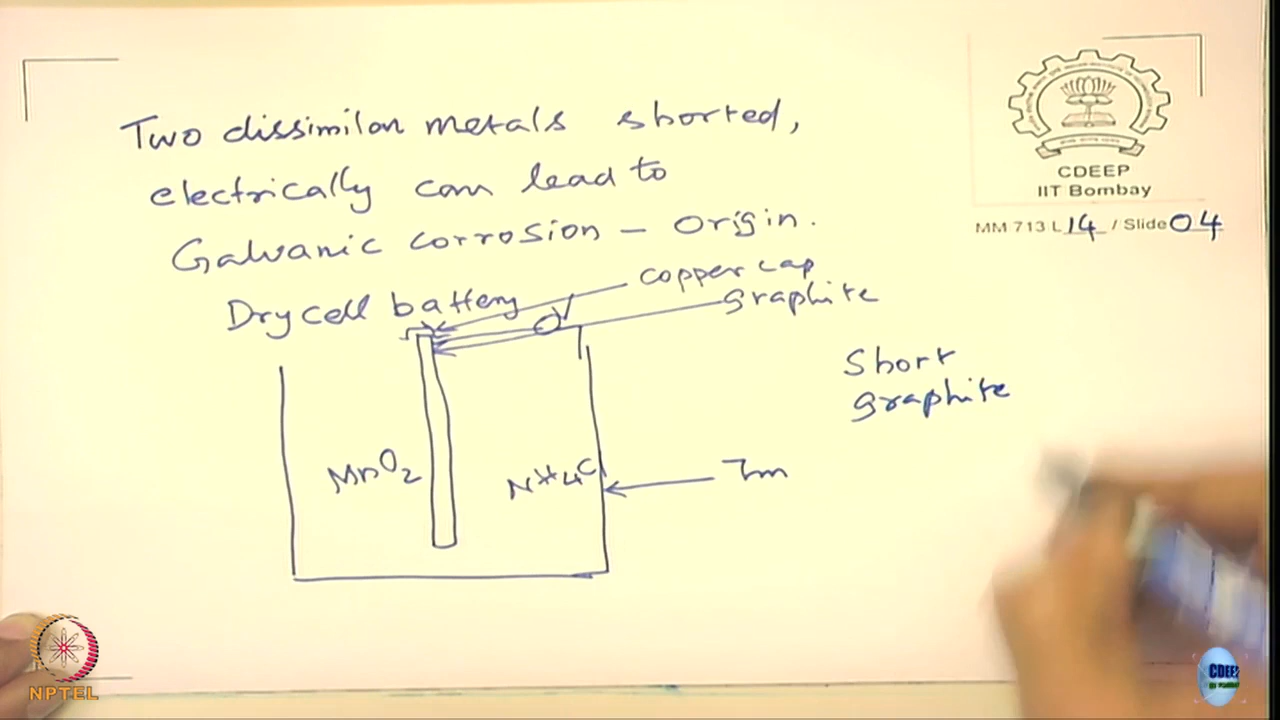 Two dissimilar metals shorted,
electrically can lead to
Galvanic corrosion – Origin.
Dry cell battery
copper cap
graphite
MnO2
NH4Cl
Zn
Short
graphite
CDEEP
IIT Bombay
MM 713 L 14 / Slide 04
NPTEL
CDEEP